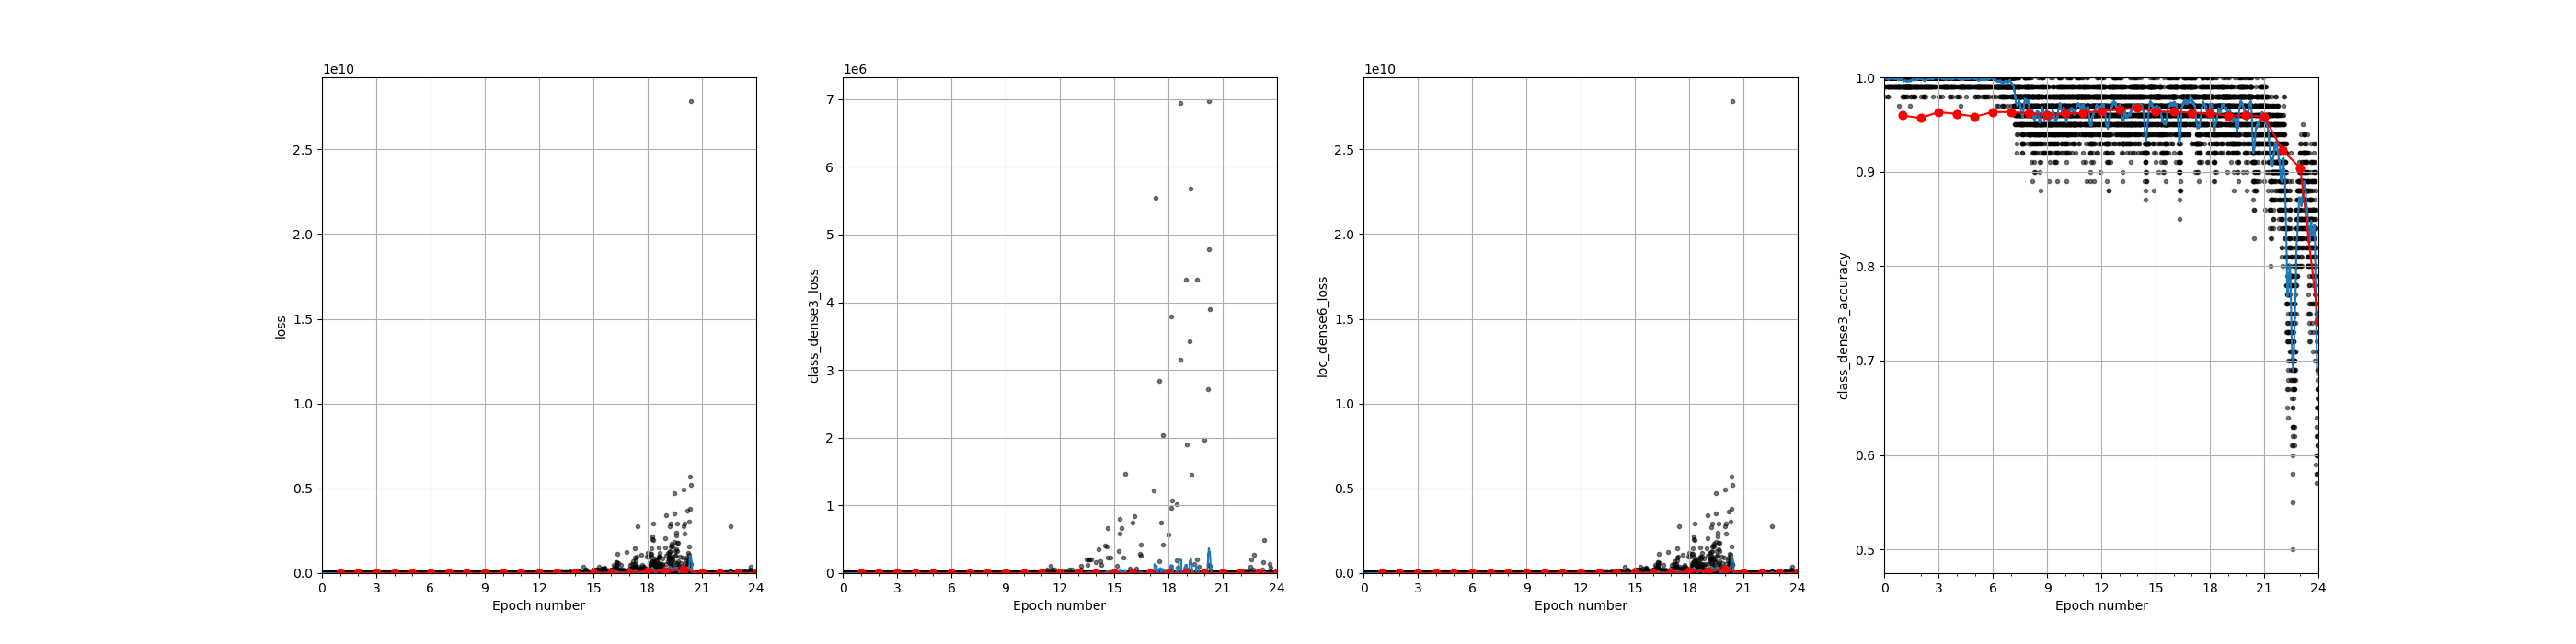 1e10
2.5
2.0
1.5
1.0
0.5
0.0
loss
0 3 6 9 12 15 18 21 24
Epoch number
1e6
7
6
5
4
3
2
1
0
class_dense3_loss
0 3 6 9 12 15 18 21 24
Epoch number
1e10
2.5
2.0
1.5
1.0
0.5
0.0
loc_dense6_loss
0 3 6 9 12 15 18 21 24
Epoch number
1.0
0.9
0.8
0.7
0.6
0.5
class_dense3_accuracy
0 3 6 9 12 15 18 21 24
Epoch number